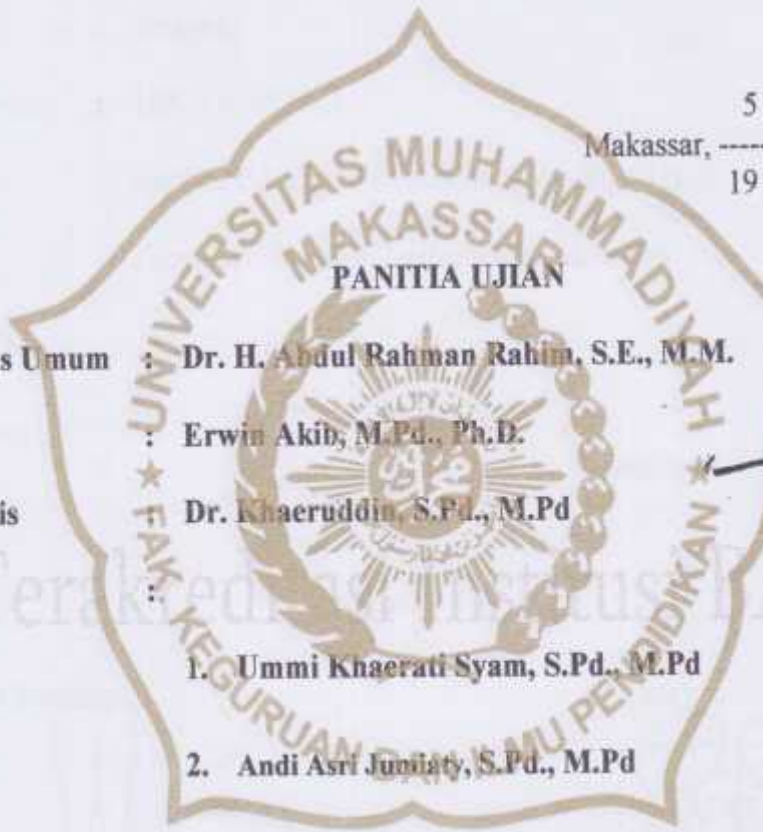 5
Makassar, -----
19
PANITIA UJIAN
s Umum : Dr. H. Abdul Rahman Rahim, S.E., M.M.
: Erwin Akib, M.Pd., Ph.D.
is : Dr. Khaeruddin, S.Pd., M.Pd
:
1. Ummi Khaerati Syam, S.Pd., M.Pd
2. Andi Asri Jumiaty, S.Pd., M.Pd
UNIVERSITAS MUHAMMADIYAH
MAKASSAR
FAK KEGURUAN DAN ILMU PENDIDIKAN
Terakreditasi Institusi